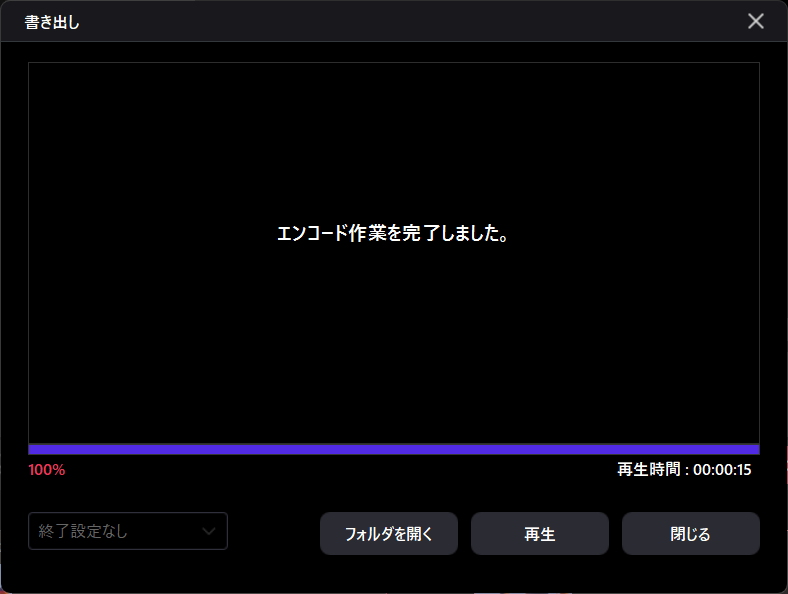 書き出し
エンコード作業を完了しました。
100%
再生時間 : 00:00:15
終了設定なし
フォルダを開く
再生
閉じる